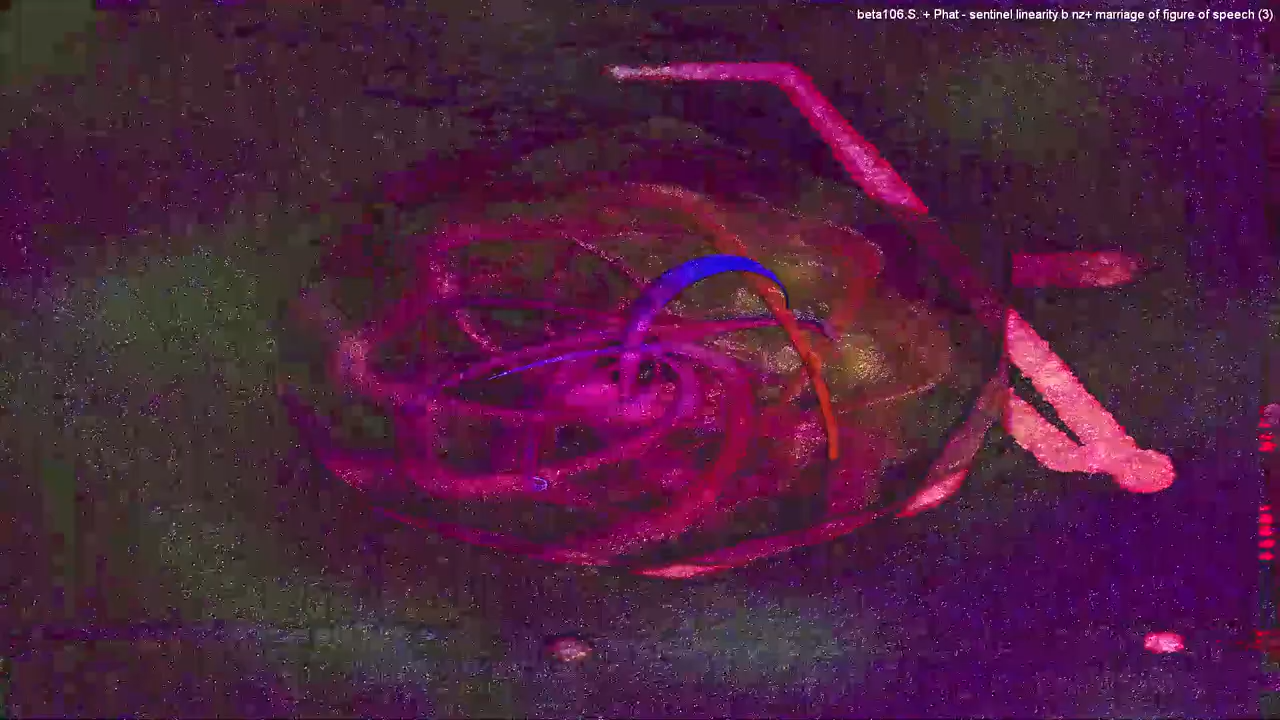 beta106.S. + Phat - sentinel linearity b nz+ marriage of figure of speech (3)